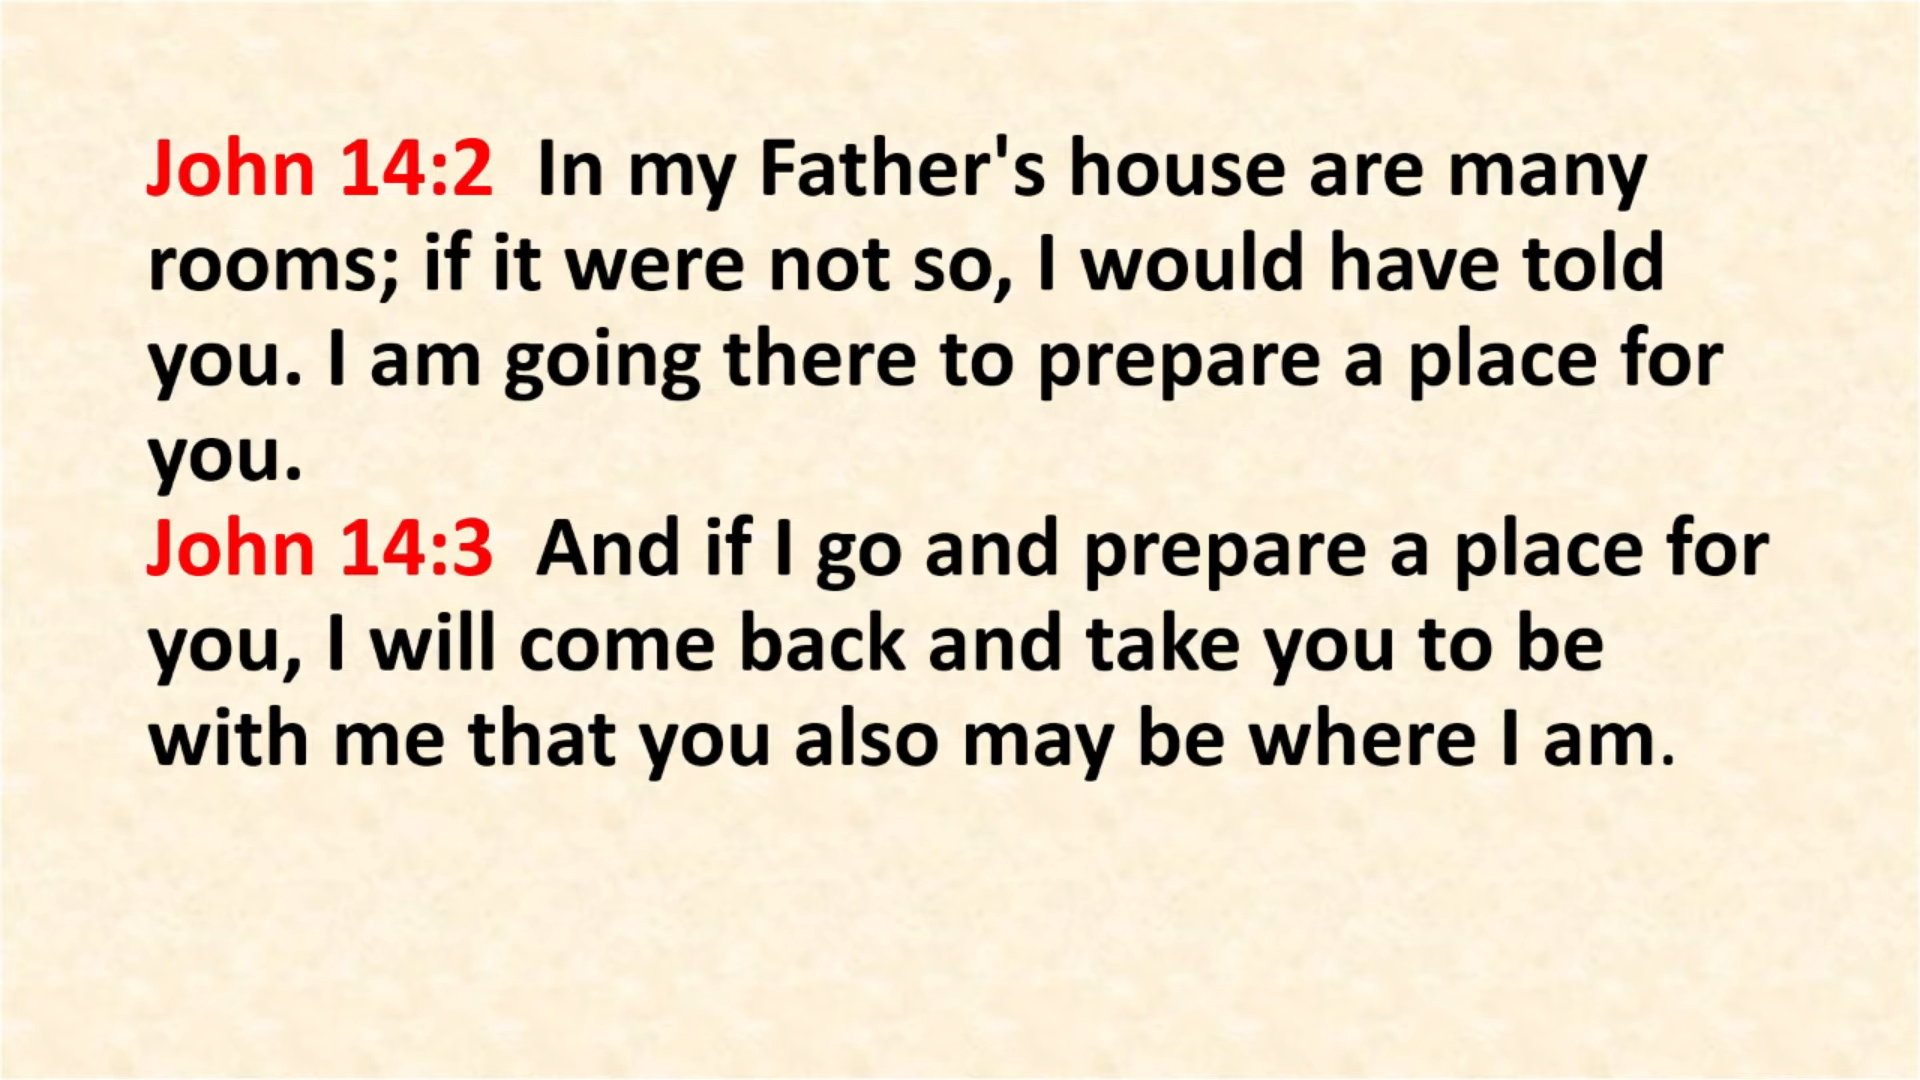 John 14:2  In my Father's house are many
rooms; if it were not so, I would have told
you. I am going there to prepare a place for
you.
John 14:3  And if I go and prepare a place for
you, I will come back and take you to be
with me that you also may be where I am.